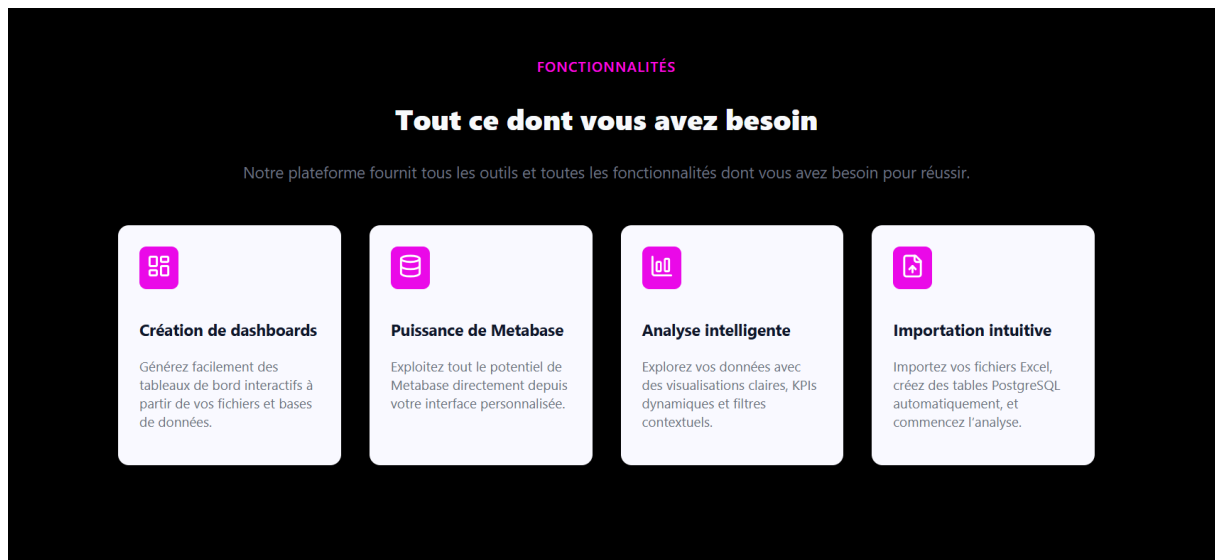 FONCTIONNALITÉS
Tout ce dont vous avez besoin
Notre plateforme fournit tous les outils et toutes les fonctionnalités dont vous avez besoin pour réussir.
Création de dashboards
Générez facilement des
tableaux de bord interactifs à
partir de vos fichiers et bases
de données.
Puissance de Metabase
Exploitez tout le potentiel de
Metabase directement depuis
votre interface personnalisée.
Analyse intelligente
Explorez vos données avec
des visualisations claires, KPIs
dynamiques et filtres
contextuels.
Importation intuitive
Importez vos fichiers Excel,
créez des tables PostgreSQL
automatiquement, et
commencez l’analyse.